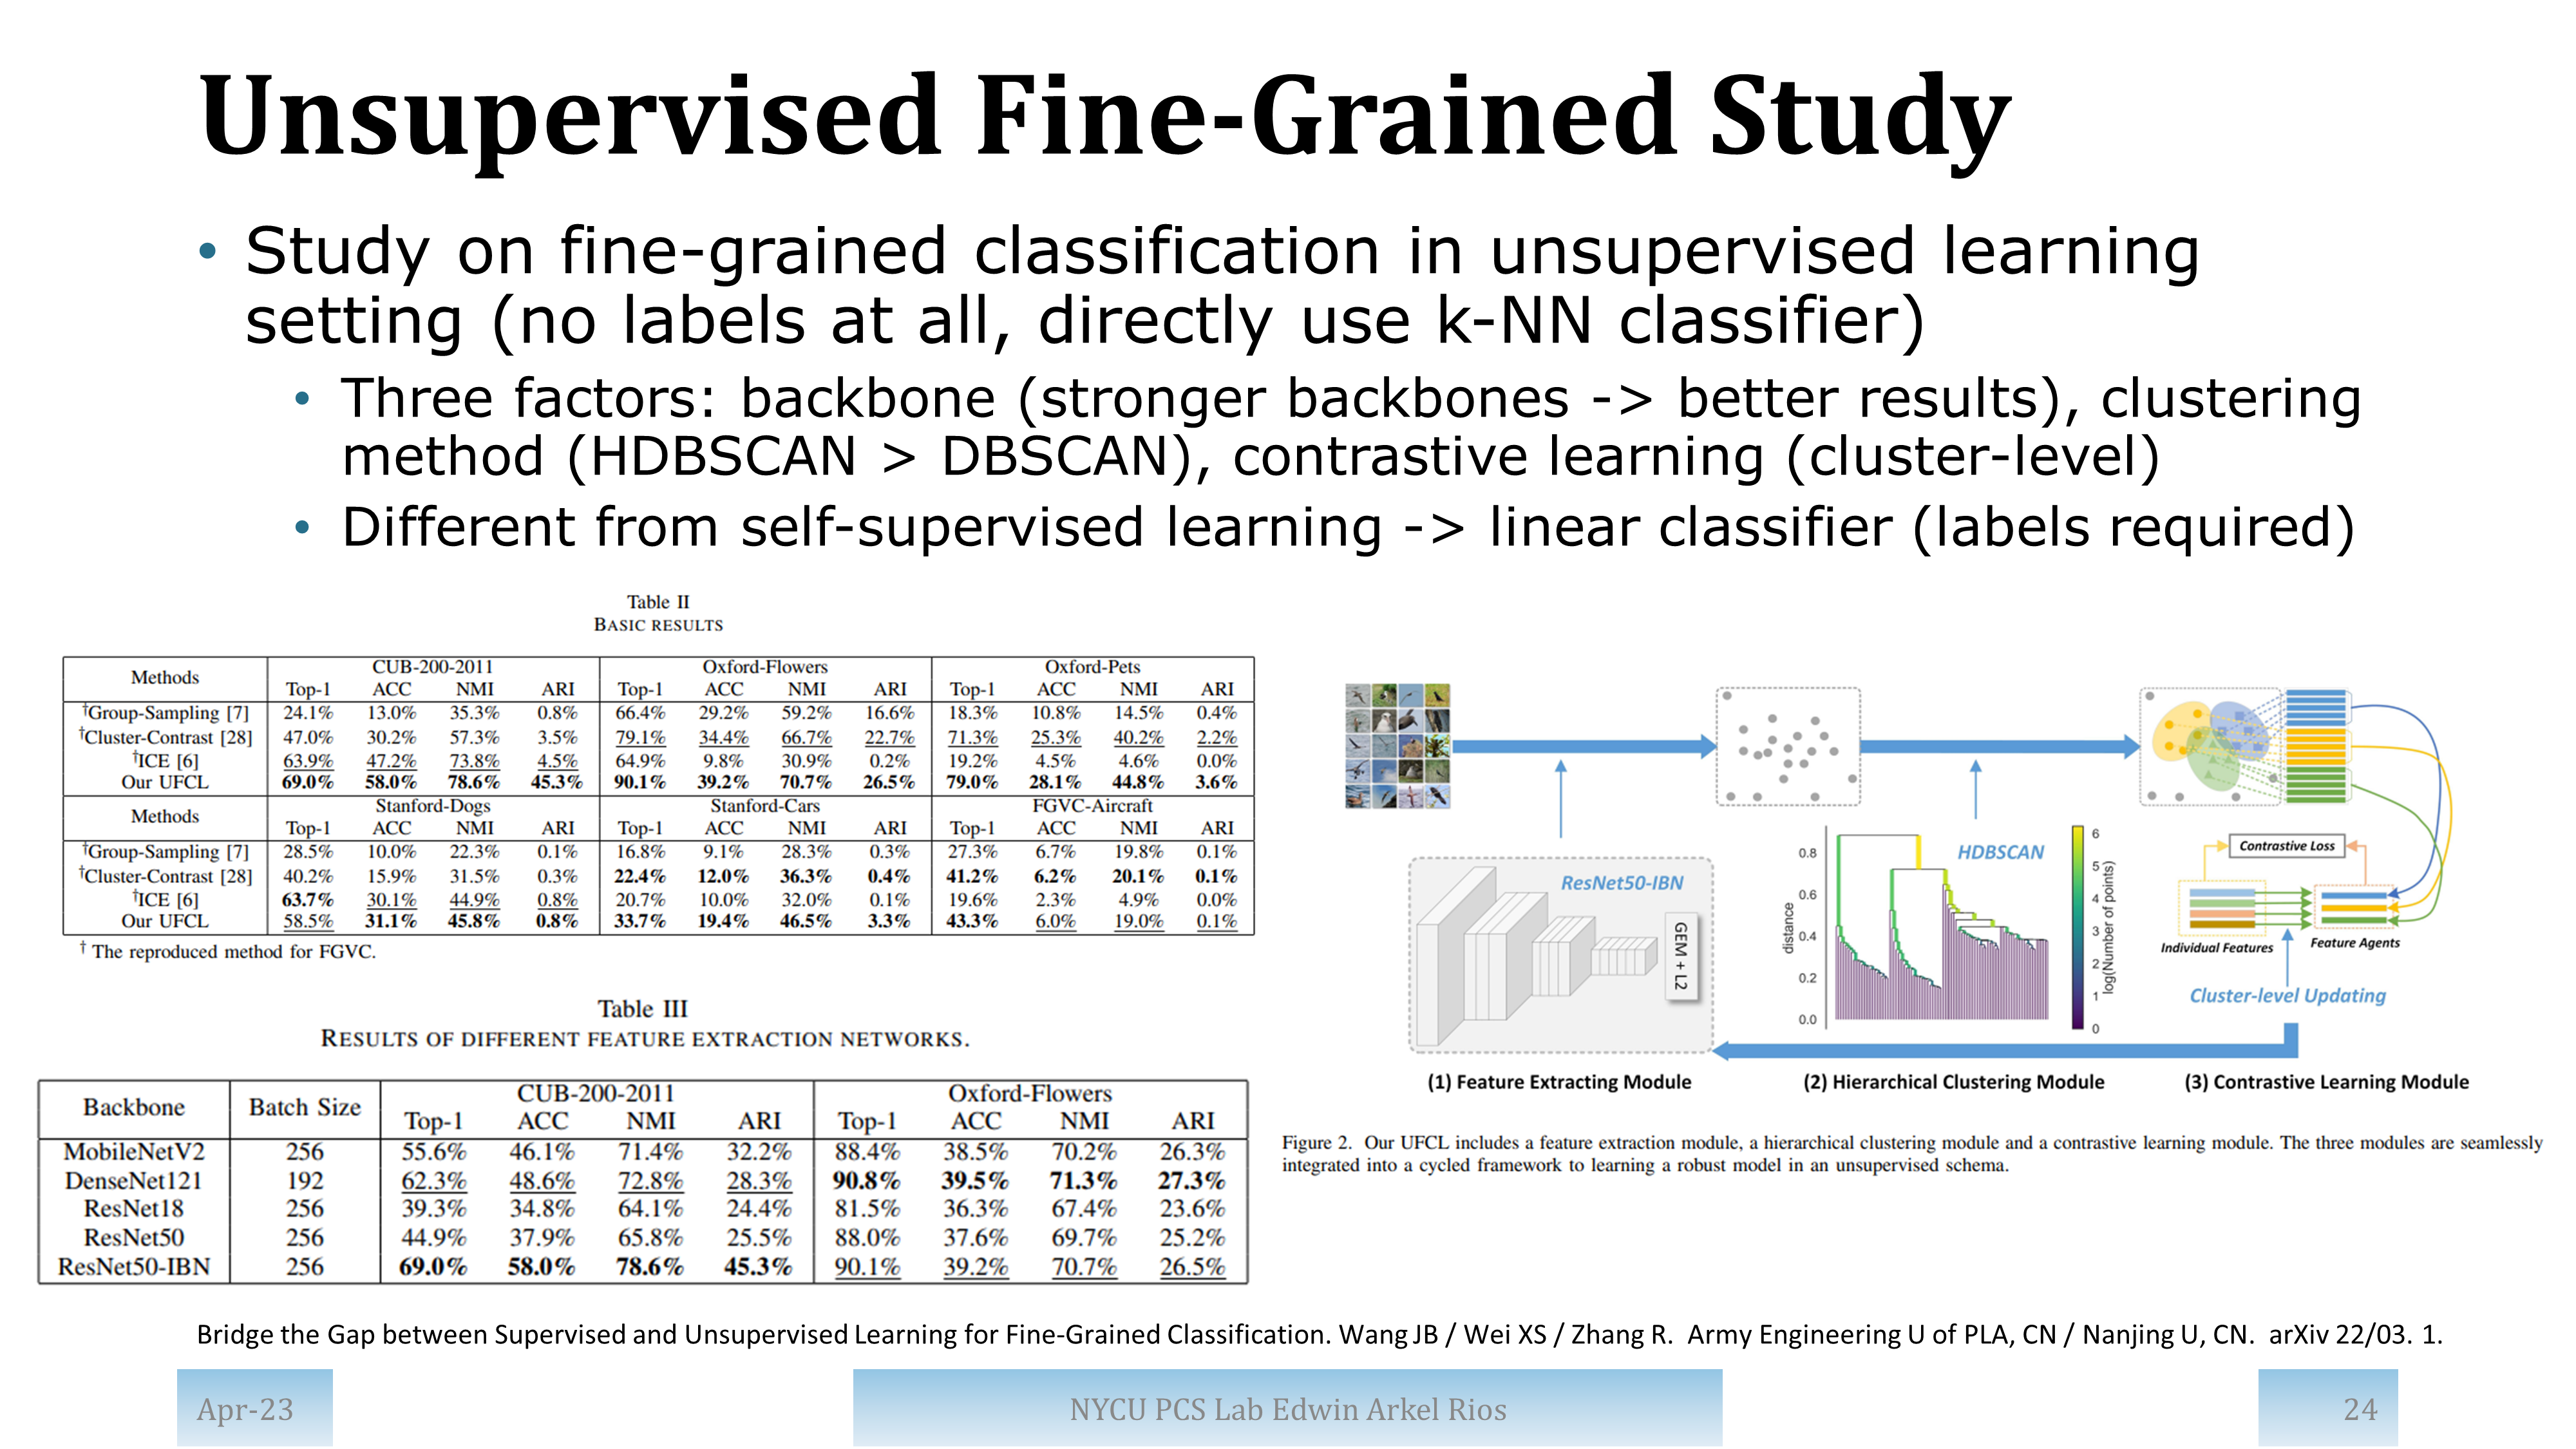 Unsupervised Fine-Grained Study
• Study on fine-grained classification in unsupervised learning
setting (no labels at all, directly use k-NN classifier)
• Three factors: backbone (stronger backbones -> better results), clustering
method (HDBSCAN > DBSCAN), contrastive learning (cluster-level)
• Different from self-supervised learning -> linear classifier (labels required)
Table II
BASIC RESULTS
Methods CUB-200-2011 Oxford-Flowers Oxford-Pets
Top-1 ACC NMI ARI Top-1 ACC NMI ARI Top-1 ACC NMI ARI
†Group-Sampling [7] 24.1% 13.0% 35.3% 0.8% 66.4% 29.2% 59.2% 16.6% 18.3% 10.8% 14.5% 0.4%
†Cluster-Contrast [28] 47.0% 30.2% 57.3% 3.5% 79.1% 34.4% 66.7% 22.7% 71.3% 25.3% 40.2% 2.2%
†ICE [6] 63.9% 47.2% 73.8% 4.5% 64.9% 9.8% 30.9% 0.2% 19.2% 4.5% 4.6% 0.0%
Our UFCL 69.0% 58.0% 78.6% 45.3% 90.1% 39.2% 70.7% 26.5% 79.0% 28.1% 44.8% 3.6%
Methods Stanford-Dogs Stanford-Cars FGVC-Aircraft
Top-1 ACC NMI ARI Top-1 ACC NMI ARI Top-1 ACC NMI ARI
†Group-Sampling [7] 28.5% 10.0% 22.3% 0.1% 16.8% 9.1% 28.3% 0.3% 27.3% 6.7% 19.8% 0.1%
†Cluster-Contrast [28] 40.2% 15.9% 31.5% 0.3% 22.4% 12.0% 36.3% 0.4% 41.2% 6.2% 20.1% 0.1%
†ICE [6] 63.7% 30.1% 44.9% 0.8% 20.7% 10.0% 32.0% 0.1% 19.6% 2.3% 4.9% 0.0%
Our UFCL 58.5% 31.1% 45.8% 0.8% 33.7% 19.4% 46.5% 3.3% 43.3% 6.0% 19.0% 0.1%
† The reproduced method for FGVC.
Table III
RESULTS OF DIFFERENT FEATURE EXTRACTION NETWORKS.
Backbone Batch Size CUB-200-2011 Oxford-Flowers
Top-1 ACC NMI ARI Top-1 ACC NMI ARI
MobileNetV2 256 55.6% 46.1% 71.4% 32.2% 88.4% 38.5% 70.2% 26.3%
DenseNet121 192 62.3% 48.6% 72.8% 28.3% 90.8% 39.5% 71.3% 27.3%
ResNet18 256 39.3% 34.8% 64.1% 24.4% 81.5% 36.3% 67.4% 23.6%
ResNet50 256 44.9% 37.9% 65.8% 25.5% 88.0% 37.6% 69.7% 25.2%
ResNet50-IBN 256 69.0% 58.0% 78.6% 45.3% 90.1% 39.2% 70.7% 26.5%
ResNet50-IBN
GEM + L2
(1) Feature Extracting Module
HDBSCAN
distance
0.8
0.6
0.4
0.2
0.0
6
5
4
3
2
1
0
log(Number of points)
(2) Hierarchical Clustering Module
Contrastive Loss
Individual Features
Feature Agents
Cluster-level Updating
(3) Contrastive Learning Module
Figure 2. Our UFCL includes a feature extraction module, a hierarchical clustering module and a contrastive learning module. The three modules are seamlessly
integrated into a cycled framework to learning a robust model in an unsupervised schema.
Bridge the Gap between Supervised and Unsupervised Learning for Fine-Grained Classification. Wang JB / Wei XS / Zhang R. Army Engineering U of PLA, CN / Nanjing U, CN. arXiv 22/03. 1.
Apr-23
NYCU PCS Lab Edwin Arkel Rios
24